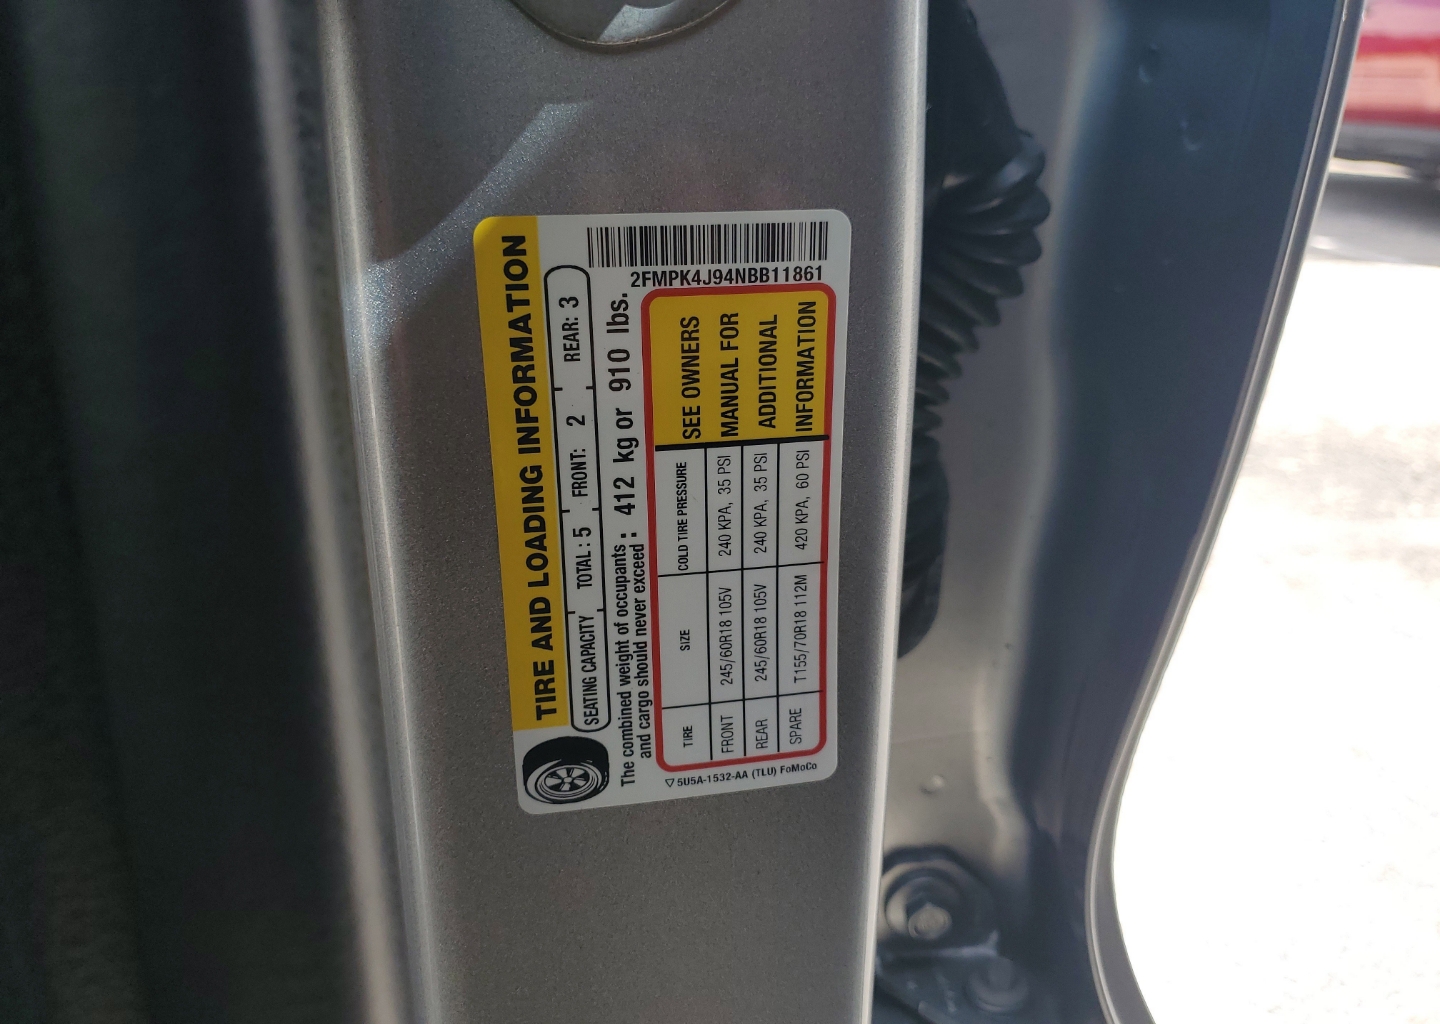 TIRE AND LOADING INFORMATION
SEATING CAPACITY TOTAL: 5 FRONT: 2 REAR: 3
The combined weight of occupants and cargo should never exceed: 412 kg or 910 lbs.
2FMPK4J94NBB11861
TIRE SIZE COLD TIRE PRESSURE
FRONT 245/60R18 105V 240 KPA, 35 PSI
REAR 245/60R18 105V 240 KPA, 35 PSI
SPARE T155/70R18 112M 420 KPA, 60 PSI
SEE OWNERS
MANUAL FOR
ADDITIONAL
INFORMATION
5U5A-1532-AA (TLU) FoMoCo